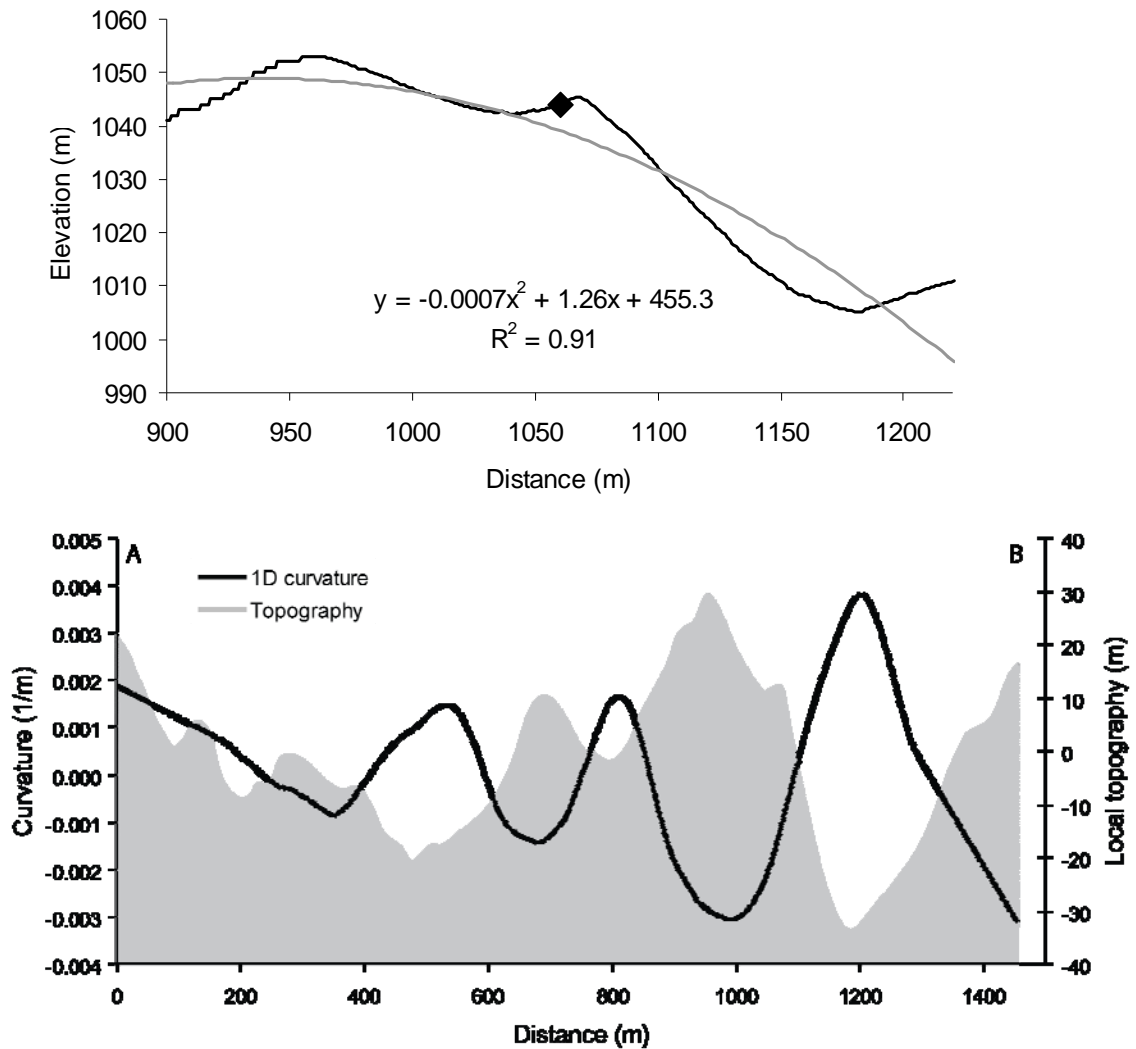 1060
1050
1040
1030
1020
1010
1000
990
Elevation (m)
y = -0.0007x² + 1.26x + 455.3
R² = 0.91
900 950 1000 1050 1100 1150 1200
Distance (m)
A
B
1D curvature
Topography
0.005
0.004
0.003
0.002
0.001
0.000
-0.001
-0.002
-0.003
-0.004
Curvature (1/m)
40
30
20
10
0
-10
-20
-30
-40
Local topography (m)
0 200 400 600 800 1000 1200 1400
Distance (m)